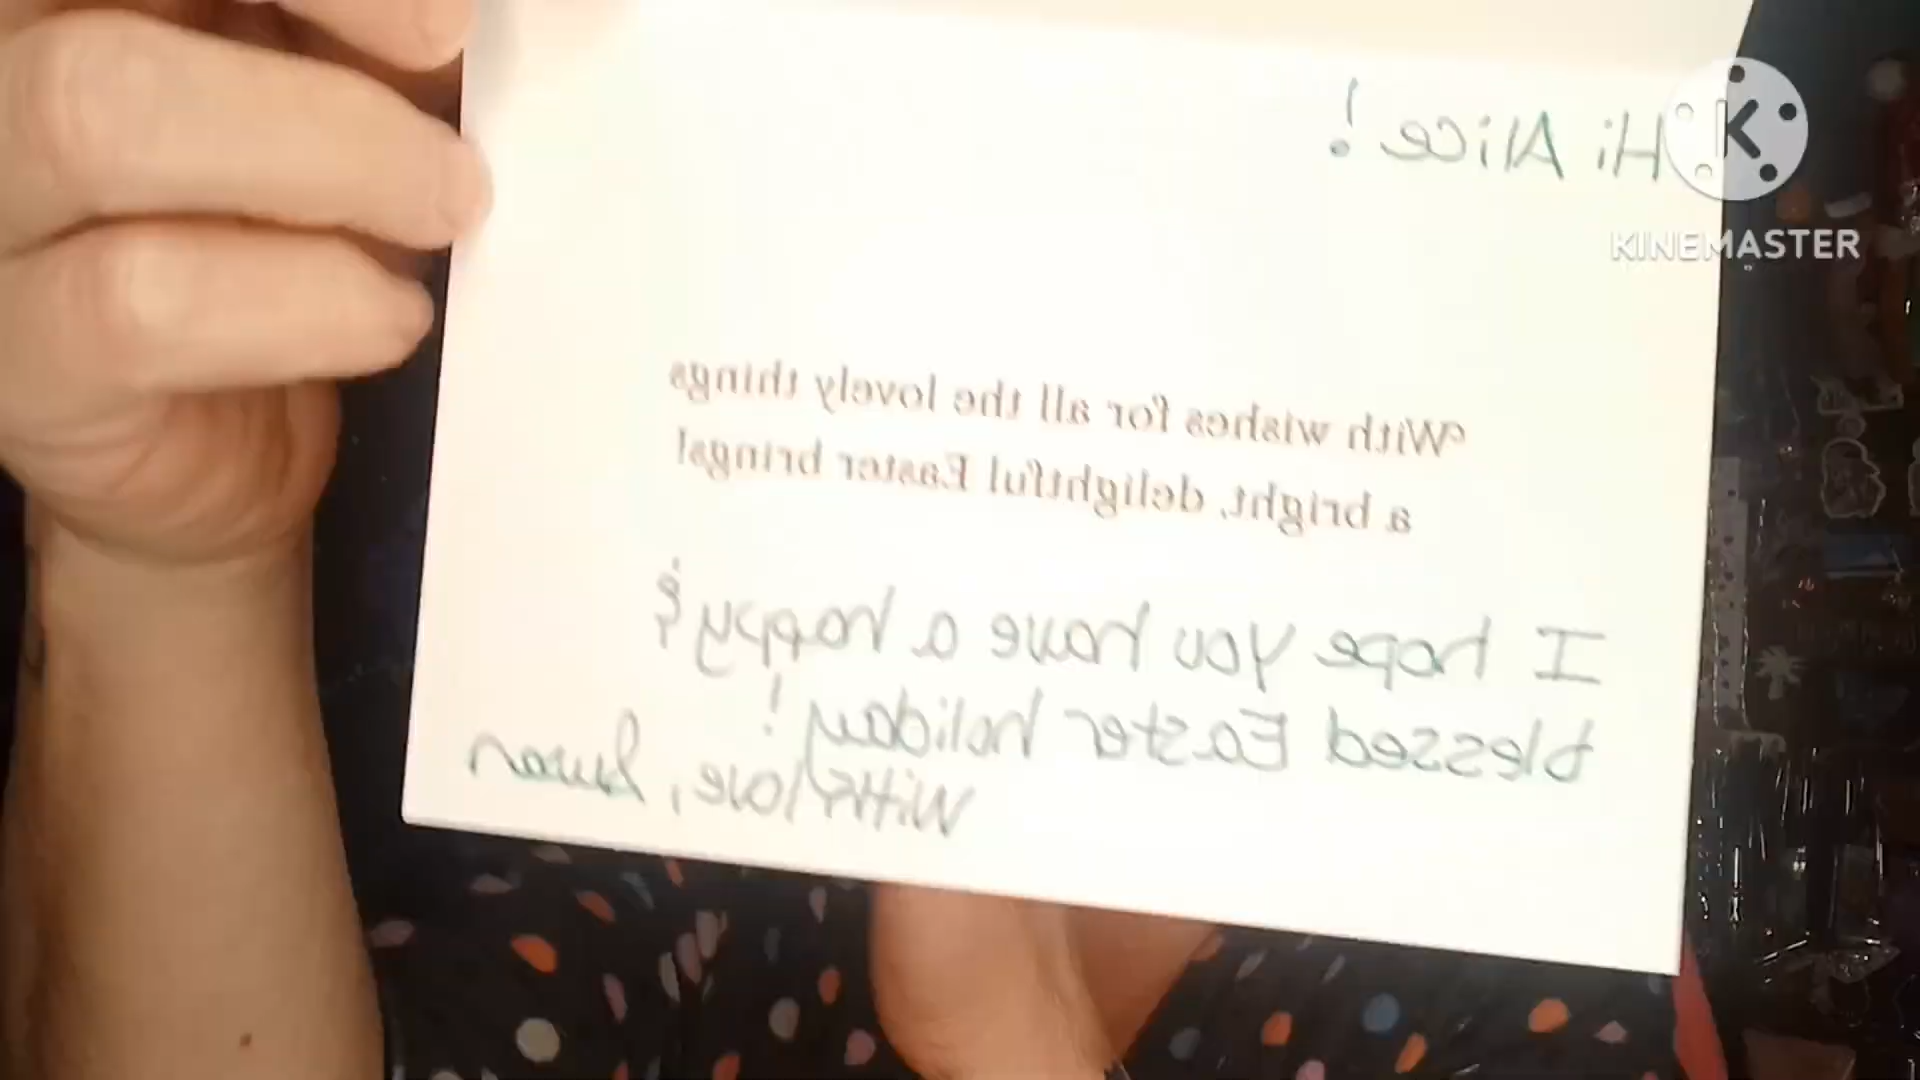 Hi Alice!
KINEMASTER
With wishes for all the lovely things
a bright, delightful Easter brings!
I hope you have a happy &
blessed Easter holiday!
With love, Susan